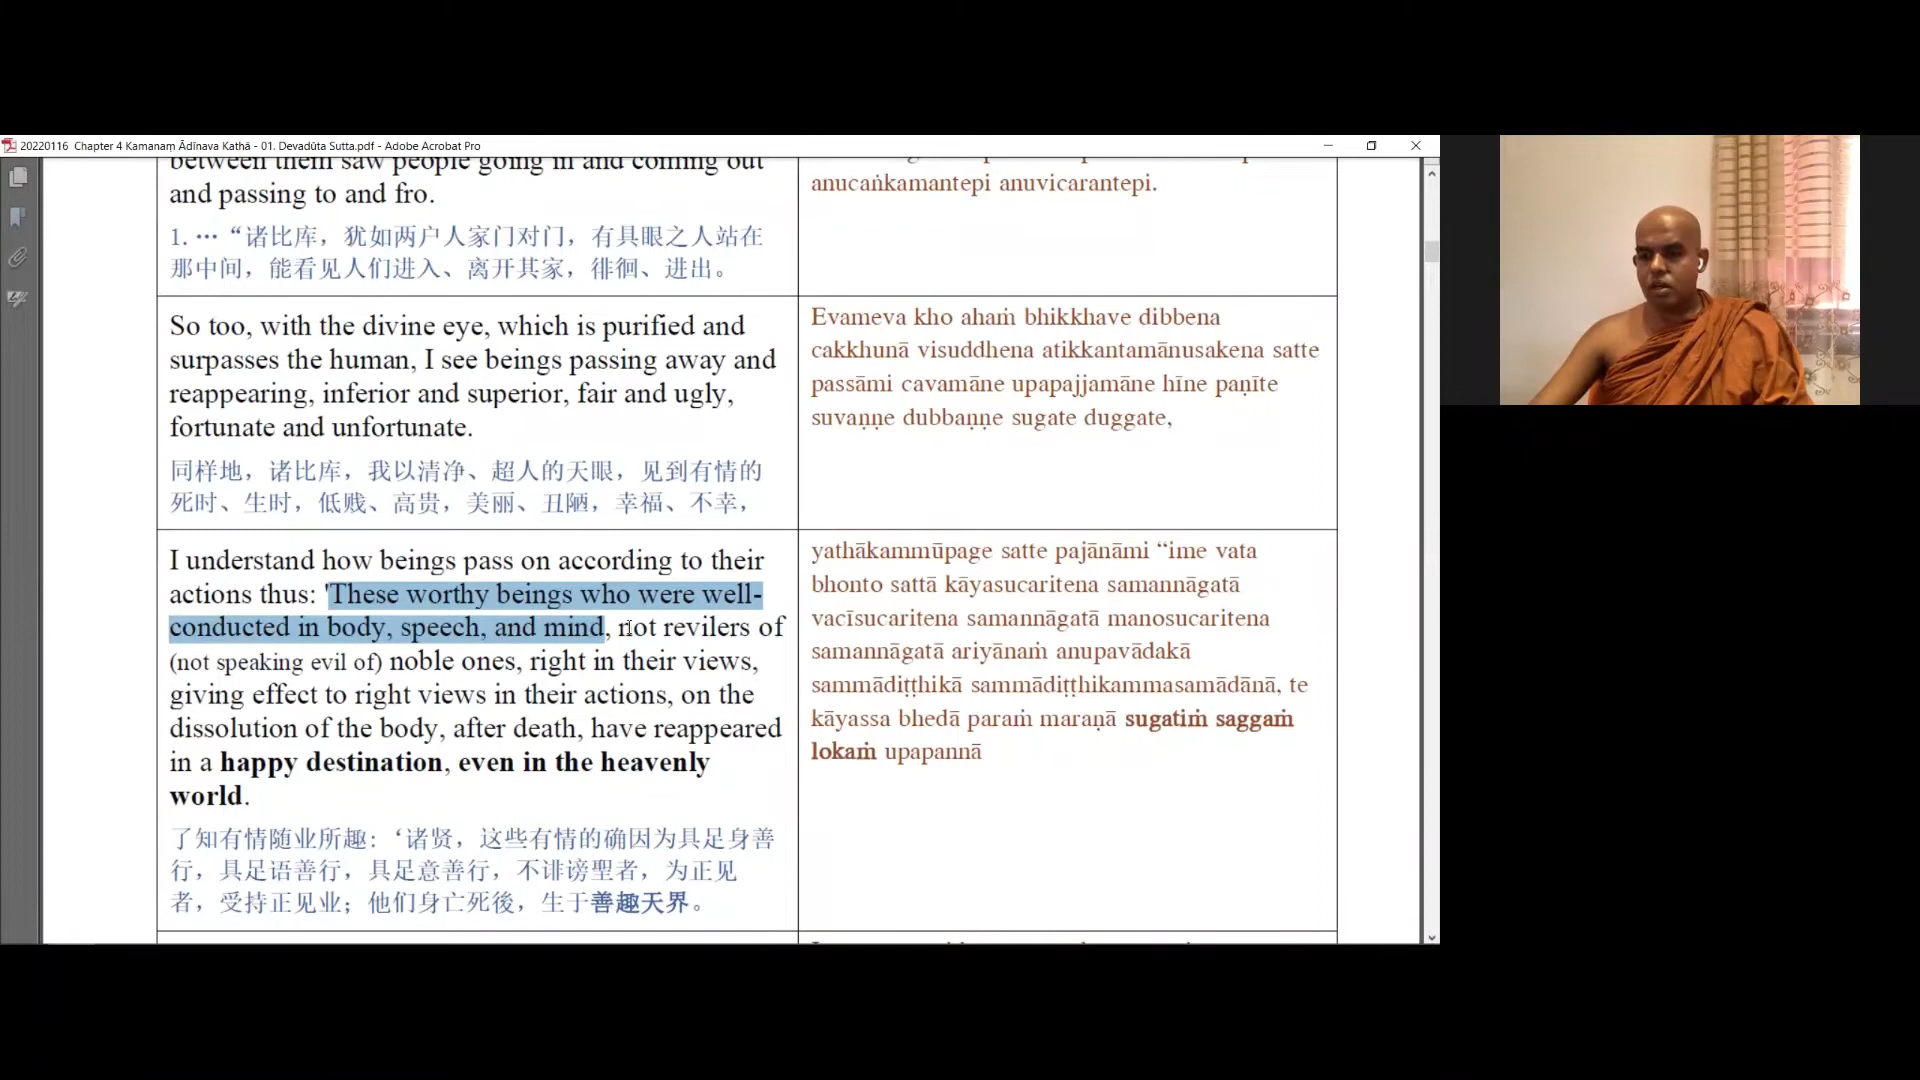 20220116 Chapter 4 Kamanaṃ Ādīnava Kathā - 01. Devadūta Sutta.pdf - Adobe Acrobat Pro
between them saw people going in and coming out
and passing to and fro.
1. … “诸比库，犹如两户人家门对门，有具眼之人站在
那中间，能看见人们进入、离开其家，徘徊、进出。
anucaṅkamantepi anuvicarantepi.
So too, with the divine eye, which is purified and
surpasses the human, I see beings passing away and
reappearing, inferior and superior, fair and ugly,
fortunate and unfortunate.
同样地，诸比库，我以清净、超人的天眼，见到有情的
死时、生时，低贱、高贵，美丽、丑陋，幸福、不幸，
Evameva kho ahaṁ bhikkhave dibbena
cakkhunā visuddhena atikkantamānusakena satte
passāmi cavamāne upapajjamāne hīne paṇīte
suvaṇṇe dubbaṇṇe sugate duggate,
I understand how beings pass on according to their
actions thus: 'These worthy beings who were well-
conducted in body, speech, and mind, not revilers of
(not speaking evil of) noble ones, right in their views,
giving effect to right views in their actions, on the
dissolution of the body, after death, have reappeared
in a happy destination, even in the heavenly
world.
了知有情随业所趣：‘诸贤，这些有情的确因为具足身善
行，具足语善行，具足意善行，不诽谤聖者，为正见
者，受持正见业；他们身亡死後，生于善趣天界。
yathākammūpage satte pajānāmi “ime vata
bhonto sattā kāyasucaritena samannāgatā
vacīsucaritena samannāgatā manosucaritena
samannāgatā ariyānaṁ anupavādakā
sammādiṭṭhikā sammādiṭṭhikammasamādānā, te
kāyassa bhedā paraṁ maraṇā sugatiṁ saggaṁ
lokaṁ upapannā